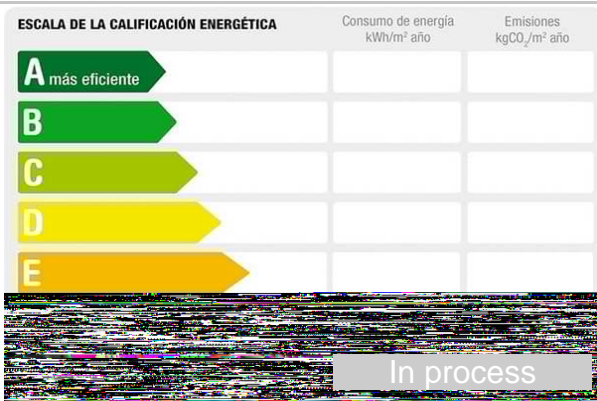 ESCALA DE LA CALIFICACIÓN ENERGÉTICA
Consumo de energía
kWh/m² año
Emisiones
kgCO₂/m² año
A más eficiente
B
C
D
E
In process